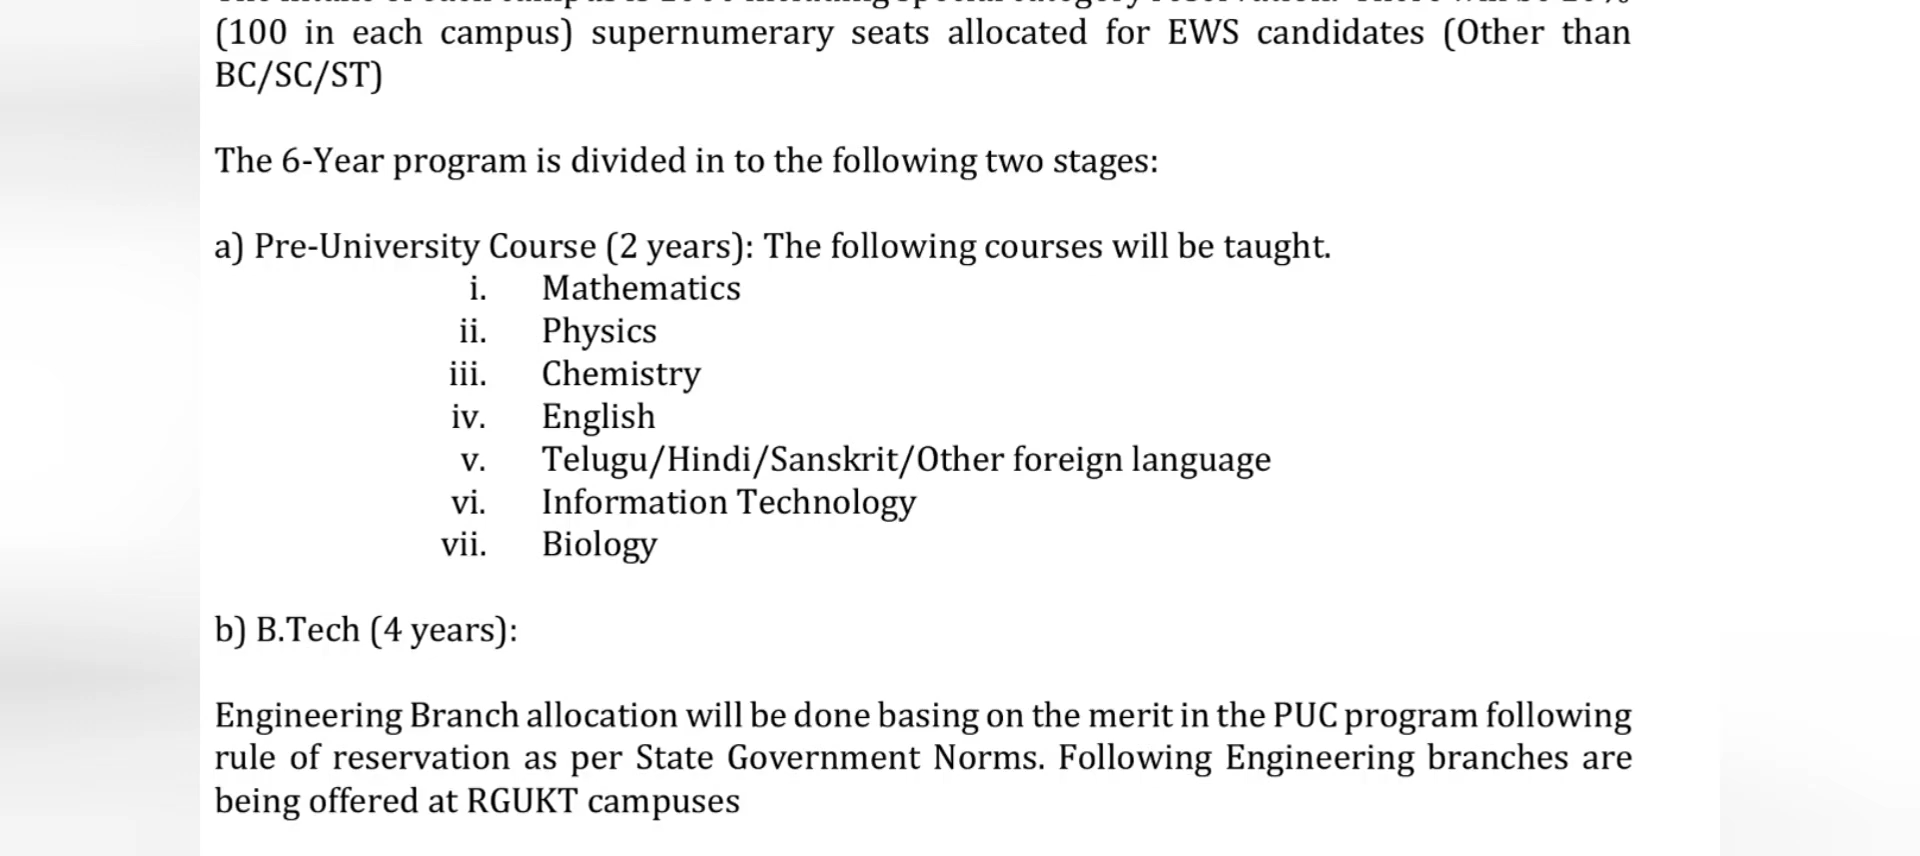 (100 in each campus) supernumerary seats allocated for EWS candidates (Other than
BC/SC/ST)
The 6-Year program is divided in to the following two stages:
a) Pre-University Course (2 years): The following courses will be taught.
i. Mathematics
ii. Physics
iii. Chemistry
iv. English
v. Telugu/Hindi/Sanskrit/Other foreign language
vi. Information Technology
vii. Biology
b) B.Tech (4 years):
Engineering Branch allocation will be done basing on the merit in the PUC program following
rule of reservation as per State Government Norms. Following Engineering branches are
being offered at RGUKT campuses